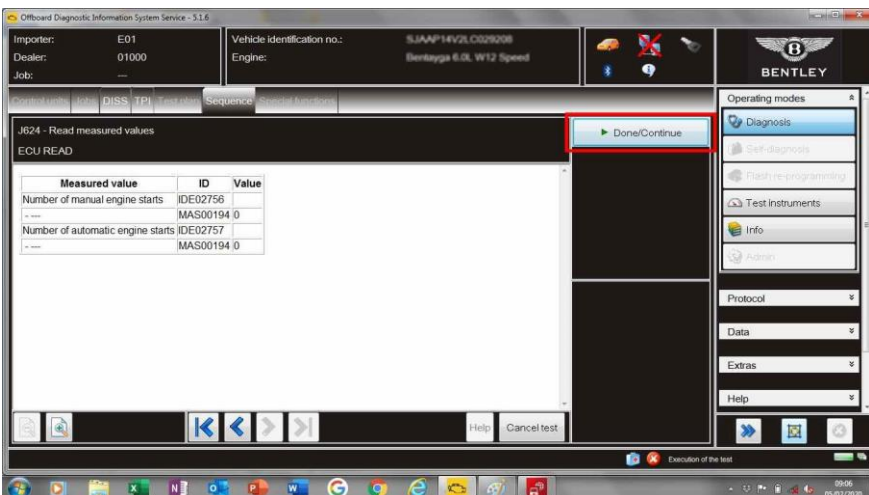 Offboard Diagnostic Information System Service - 5.1.6
Importer: E01
Dealer: 01000
Job: ---
Vehicle identification no.:
Engine: Bentayga 6.0L W12 Speed
BENTLEY
Control units Jobs DISS TPI Test plan Sequence Special functions
J624 - Read measured values
ECU READ
Done/Continue
Measured value ID Value
Number of manual engine starts IDE02756
- --- MAS00194 0
Number of automatic engine starts IDE02757
- --- MAS00194 0
Operating modes
Diagnosis
Self-diagnosis
Flash re-programming
Test instruments
Info
Admin
Protocol
Data
Extras
Help
Help Cancel test
Execution of the test
09:06
05/02/2020